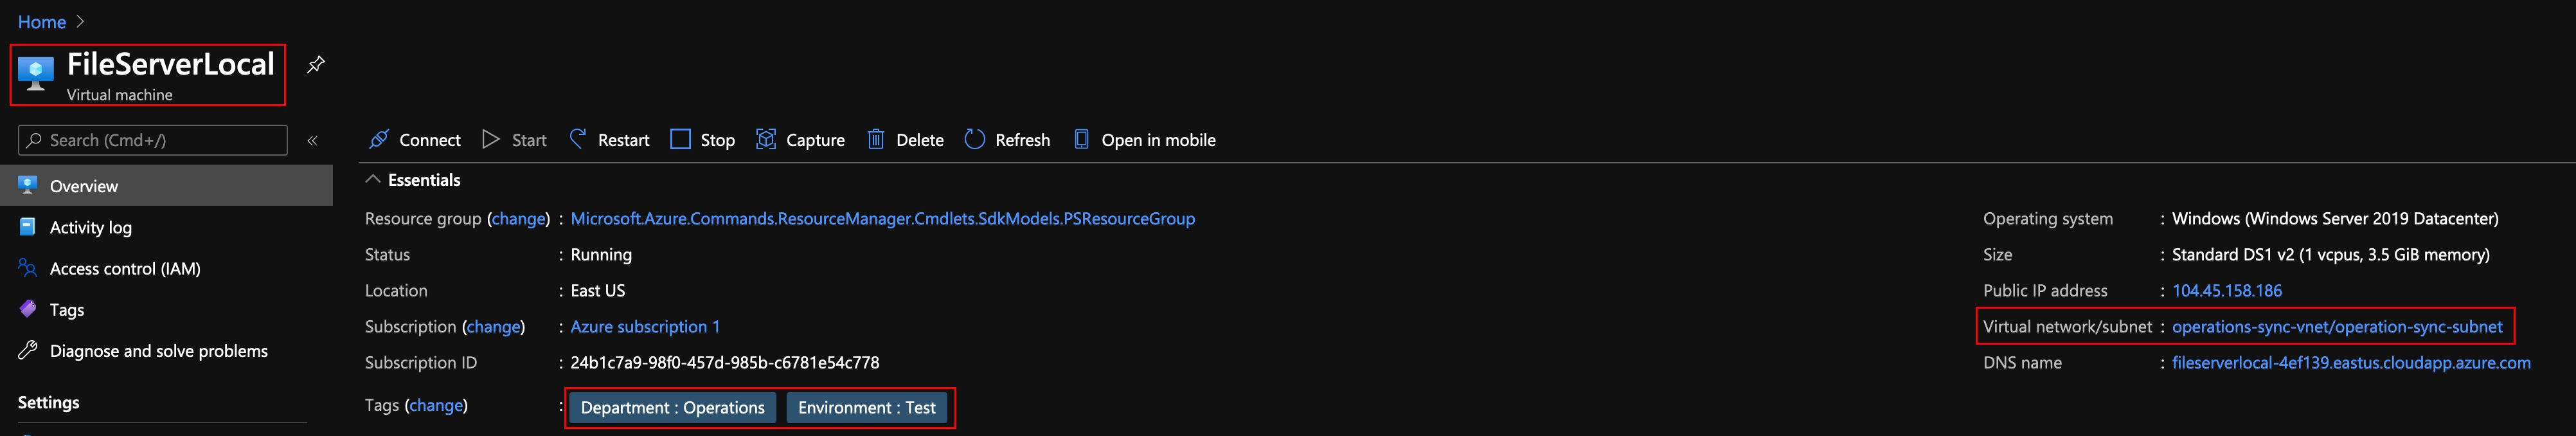 Home >
FileServerLocal
Virtual machine
Search (Cmd+/)
«
Connect
Start
Restart
Stop
Capture
Delete
Refresh
Open in mobile
Overview
Activity log
Access control (IAM)
Tags
Diagnose and solve problems
Settings
Essentials
Resource group (change) : Microsoft.Azure.Commands.ResourceManager.Cmdlets.SdkModels.PSResourceGroup
Status : Running
Location : East US
Subscription (change) : Azure subscription 1
Subscription ID : 24b1c7a9-98f0-457d-985b-c6781e54c778
Tags (change) : Department : Operations Environment : Test
Operating system : Windows (Windows Server 2019 Datacenter)
Size : Standard DS1 v2 (1 vcpus, 3.5 GiB memory)
Public IP address : 104.45.158.186
Virtual network/subnet : operations-sync-vnet/operation-sync-subnet
DNS name : fileserverlocal-4ef139.eastus.cloudapp.azure.com